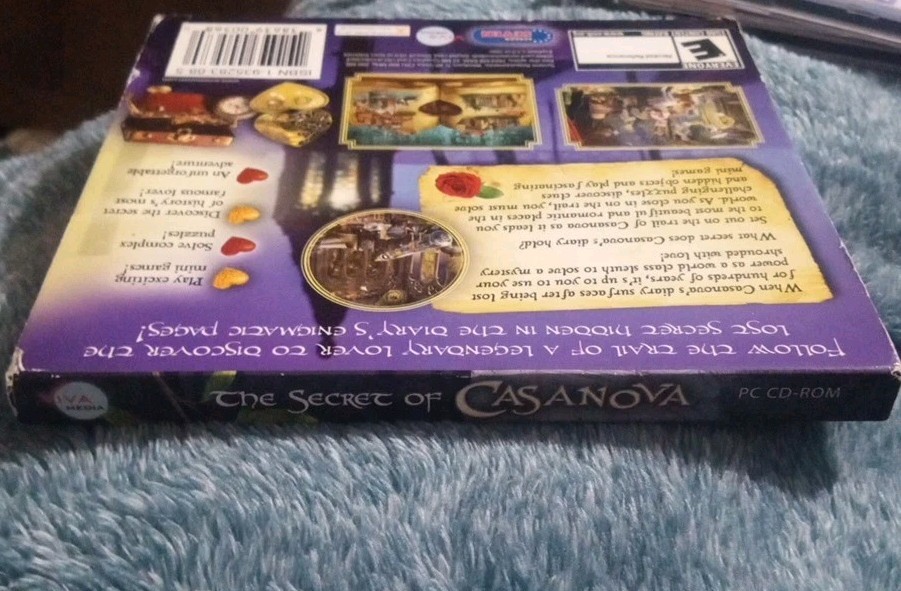 VIVA
MEDIA
The Secret of
CASANOVA
PC CD-ROM
Follow the trail of a legendary lover to discover the
lost secret hidden in the diary's enigmatic pages!
When Casanova's diary surfaces after being lost
for hundreds of years, it's up to you to use your
power as a world class sleuth to solve a mystery
shrouded with love!
What secret does Casanova's diary hold?
Set out on the trail of Casanova as it leads you
to the most beautiful and romantic places in the
world. As you close in on the trail, you must solve
challenging puzzles, discover clues
and hidden objects and play fascinating
mini games!
Play exciting
mini games!
Solve complex
puzzles!
Discover the secret
of history's most
famous lover!
An unforgettable
adventure!
EVERYONE
E